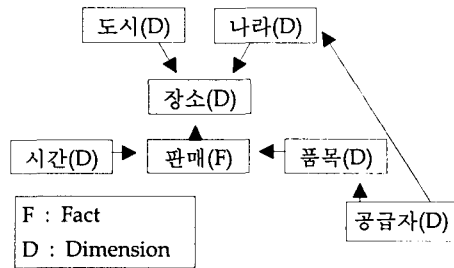 도시(D) 나라(D)
장소(D)
시간(D) 판매(F) 품목(D)
공급자(D)
F : Fact
D : Dimension